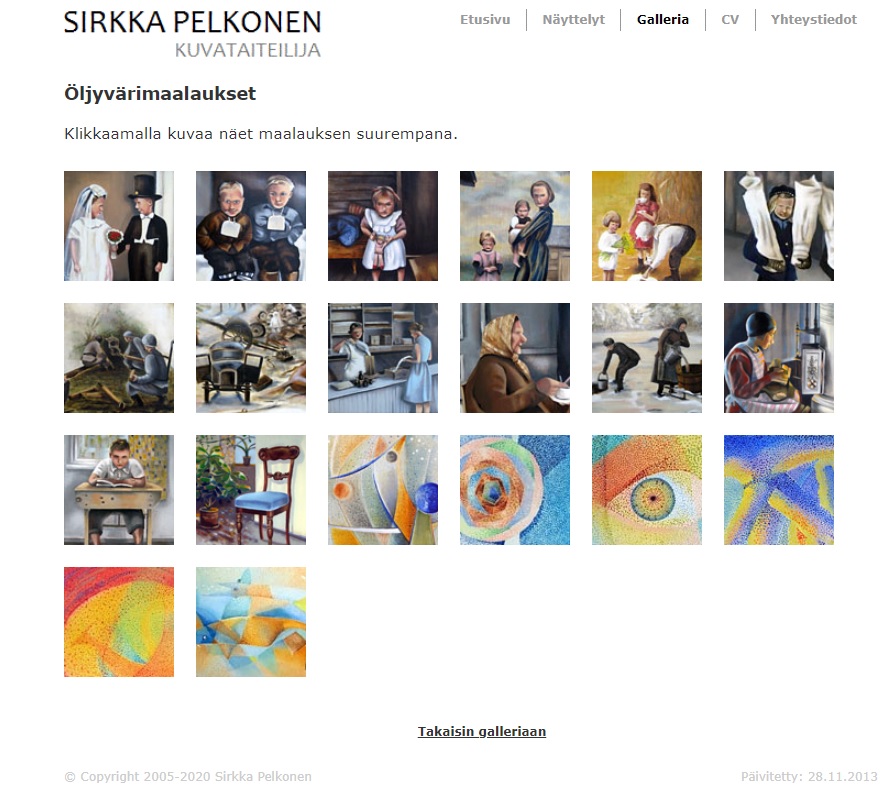 SIRKKA PELKONEN
KUVATAITEILIJA
Etusivu
Näyttelyt
Galleria
CV
Yhteystiedot
Öljyvärimaalaukset
Klikkaamalla kuvaa näet maalauksen suurempana.
Takaisin galleriaan
© Copyright 2005-2020 Sirkka Pelkonen
Päivitetty: 28.11.2013